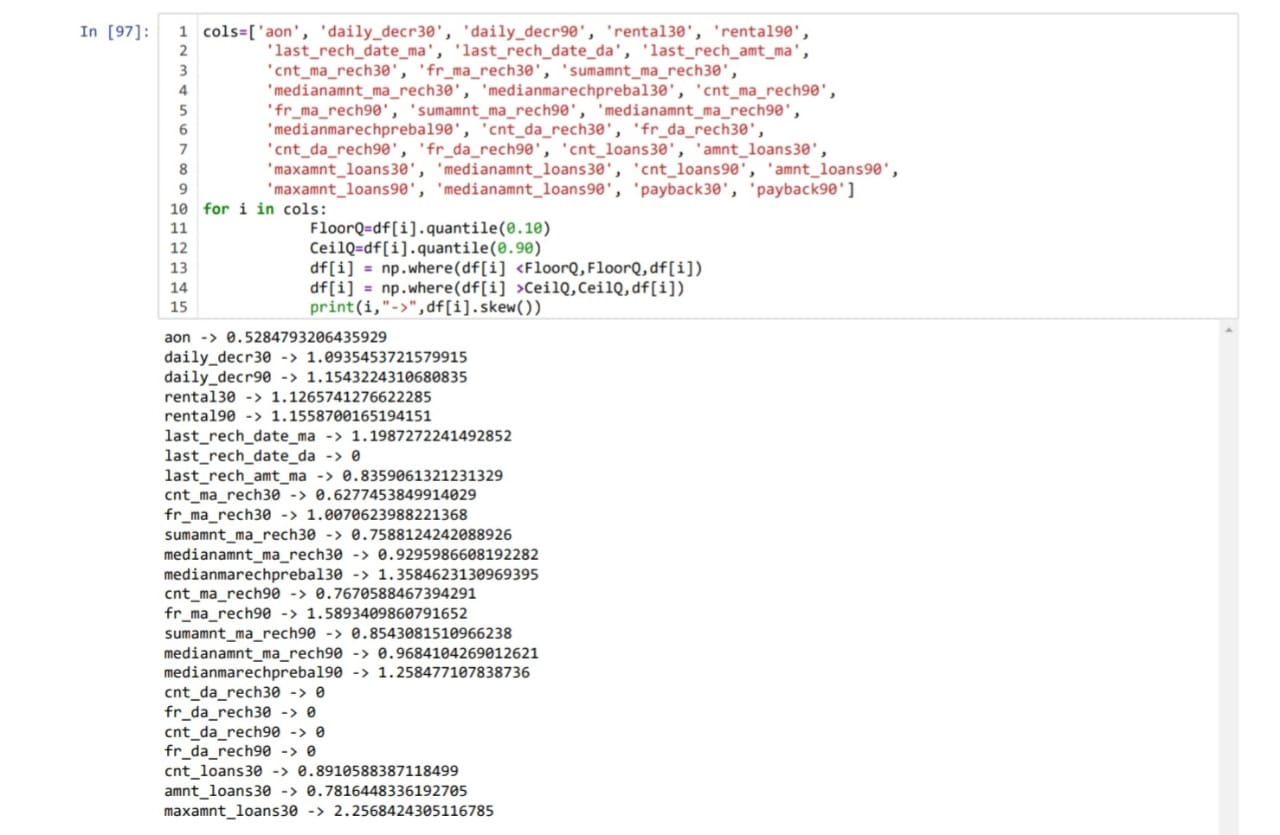 In [97]:
1 cols=['aon', 'daily_decr30', 'daily_decr90', 'rental30', 'rental90',
2 'last_rech_date_ma', 'last_rech_date_da', 'last_rech_amt_ma',
3 'cnt_ma_rech30', 'fr_ma_rech30', 'sumamnt_ma_rech30',
4 'medianamnt_ma_rech30', 'medianmarechprebal30', 'cnt_ma_rech90',
5 'fr_ma_rech90', 'sumamnt_ma_rech90', 'medianamnt_ma_rech90',
6 'medianmarechprebal90', 'cnt_da_rech30', 'fr_da_rech30',
7 'cnt_da_rech90', 'fr_da_rech90', 'cnt_loans30', 'amnt_loans30',
8 'maxamnt_loans30', 'medianamnt_loans30', 'cnt_loans90', 'amnt_loans90',
9 'maxamnt_loans90', 'medianamnt_loans90', 'payback30', 'payback90']
10 for i in cols:
11 FloorQ=df[i].quantile(0.10)
12 CeilQ=df[i].quantile(0.90)
13 df[i] = np.where(df[i] <FloorQ,FloorQ,df[i])
14 df[i] = np.where(df[i] >CeilQ,CeilQ,df[i])
15 print(i,"->",df[i].skew())
aon -> 0.5284793206435929
daily_decr30 -> 1.0935453721579915
daily_decr90 -> 1.1543224310680835
rental30 -> 1.1265741276622285
rental90 -> 1.1558700165194151
last_rech_date_ma -> 1.1987272241492852
last_rech_date_da -> 0
last_rech_amt_ma -> 0.8359061321231329
cnt_ma_rech30 -> 0.6277453849914029
fr_ma_rech30 -> 1.0070623988221368
sumamnt_ma_rech30 -> 0.7588124242088926
medianamnt_ma_rech30 -> 0.9295986608192282
medianmarechprebal30 -> 1.3584623130969395
cnt_ma_rech90 -> 0.7670588467394291
fr_ma_rech90 -> 1.5893409860791652
sumamnt_ma_rech90 -> 0.8543081510966238
medianamnt_ma_rech90 -> 0.9684104269012621
medianmarechprebal90 -> 1.258477107838736
cnt_da_rech30 -> 0
fr_da_rech30 -> 0
cnt_da_rech90 -> 0
fr_da_rech90 -> 0
cnt_loans30 -> 0.8910588387118499
amnt_loans30 -> 0.7816448336192705
maxamnt_loans30 -> 2.2568424305116785